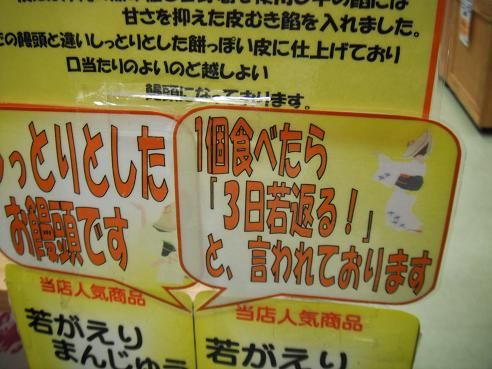 甘さを抑えた皮むき餡を入れました。
の饅頭と違いしっとりとした餅っぽい皮に仕上げており
口当たりのよいのど越しよい
饅頭になっております。
っとりとした
お饅頭です
1個食べたら
「３日若返る！」
と、言われております
当店人気商品
若がえり
まんじゅう
当店人気商品
若がえり